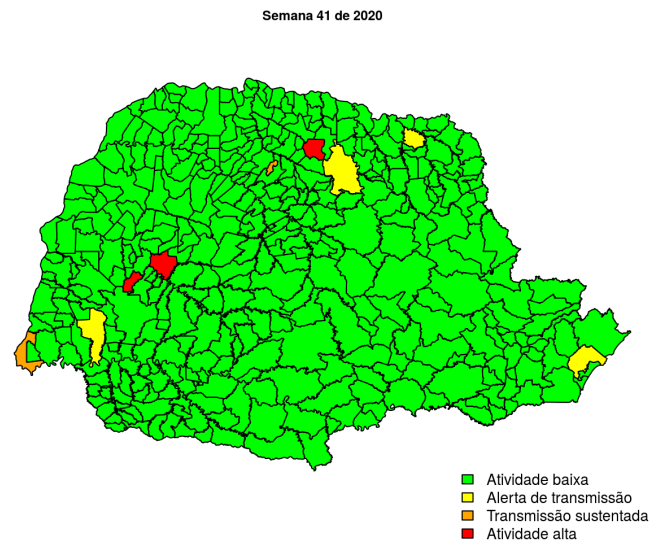 Semana 41 de 2020
Atividade baixa
Alerta de transmissão
Transmissão sustentada
Atividade alta